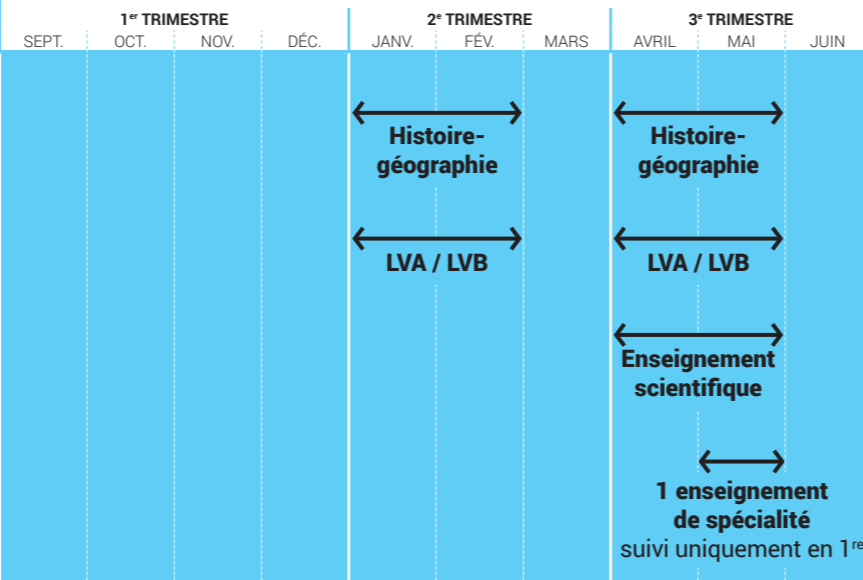 1er TRIMESTRE 2e TRIMESTRE 3e TRIMESTRE
SEPT. OCT. NOV. DÉC. JANV. FÉV. MARS AVRIL MAI JUIN
Histoire-
géographie
Histoire-
géographie
LVA / LVB
LVA / LVB
Enseignement
scientifique
1 enseignement
de spécialité
suivi uniquement en 1re